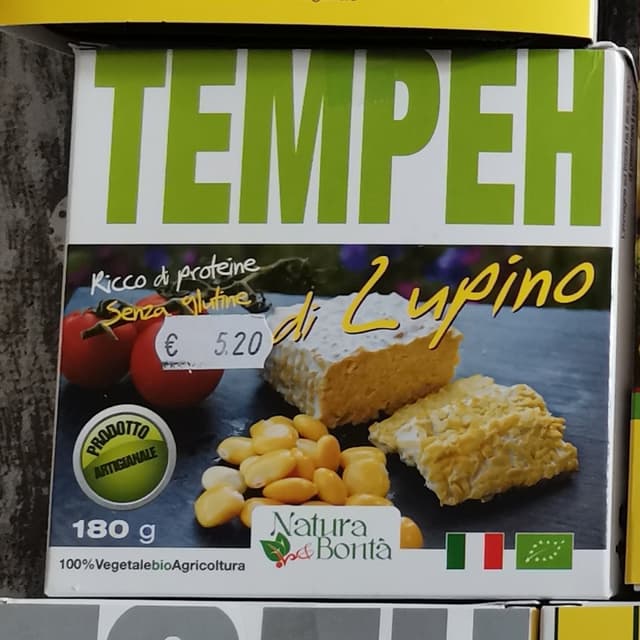 TEMPEH
Ricco di proteine
Senza glutine
di Lupino
€ 5.20
PRODOTTO
ARTIGIANALE
180 g
Natura
& Bontà
100%VegetalebioAgricoltura